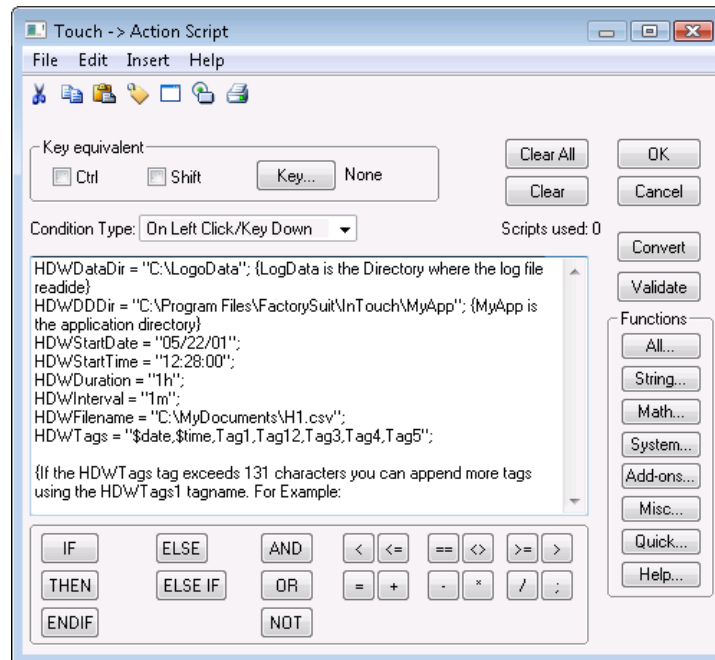 Touch -> Action Script
File Edit Insert Help
Key equivalent
Ctrl Shift Key... None
Clear All OK
Clear Cancel
Condition Type: On Left Click/Key Down Scripts used: 0
Convert
Validate
HDWDataDir = "C:\LogoData"; {LogData is the Directory where the log file
readide}
HDWDDDir = "C:\Program Files\FactorySuit\InTouch\MyApp"; {MyApp is
the application directory}
HDWStartDate = "05/22/01";
HDWStartTime = "12:28:00";
HDWDuration = "1h";
HDWInterval = "1m";
HDWFilename = "C:\MyDocuments\H1.csv";
HDWTags = "$date,$time,Tag1,Tag12,Tag3,Tag4,Tag5";
{If the HDWTags tag exceeds 131 characters you can append more tags
using the HDWTags1 tagname. For Example:
Functions
All...
String...
Math...
System...
Add-ons...
Misc...
Quick...
Help...
IF ELSE AND < <= == <> >= >
THEN ELSE IF OR = + - * / ;
ENDIF NOT